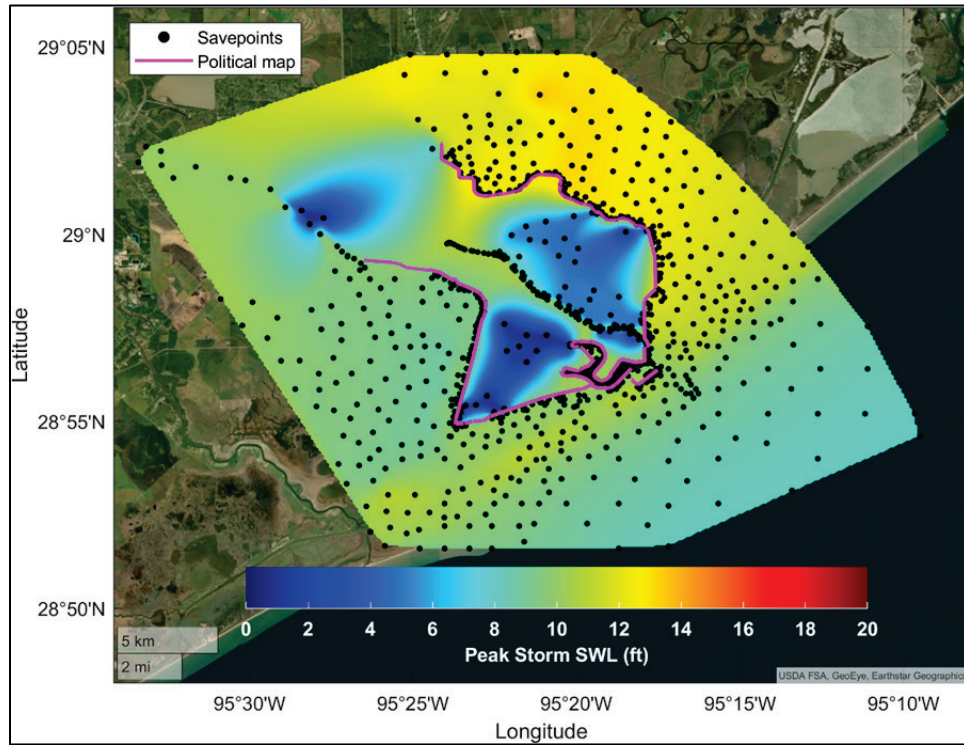 Savepoints
Political map
29°05'N
29°N
28°55'N
28°50'N
Latitude
0 2 4 6 8 10 12 14 16 18 20
Peak Storm SWL (ft)
5 km
2 mi
USDA FSA, GeoEye, Earthstar Geographics
95°30'W 95°25'W 95°20'W 95°15'W 95°10'W
Longitude